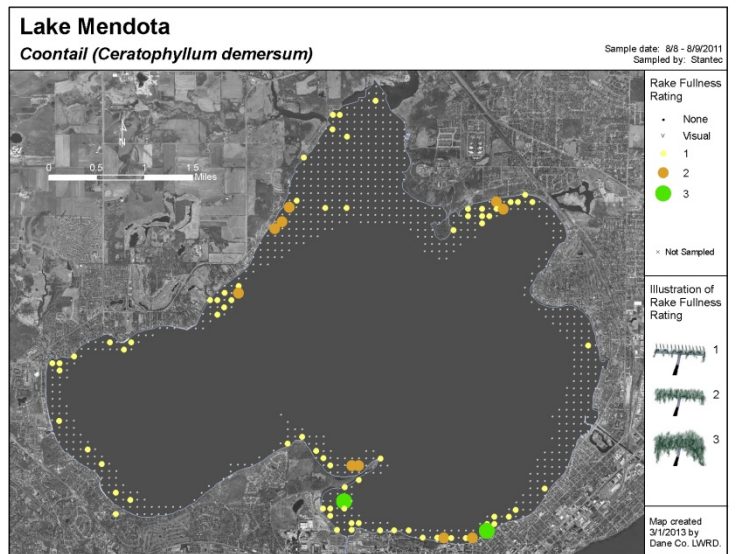 Lake Mendota
Coontail (Ceratophyllum demersum)
Sample date: 8/8 - 8/9/2011
Sampled by: Stantec
Rake Fullness
Rating
None
Visual
1
2
3
Not Sampled
N
0 0.5 1.5
Miles
Illustration of
Rake Fullness
Rating
1
2
3
Map created
3/1/2013 by
Dane Co. LWRD.